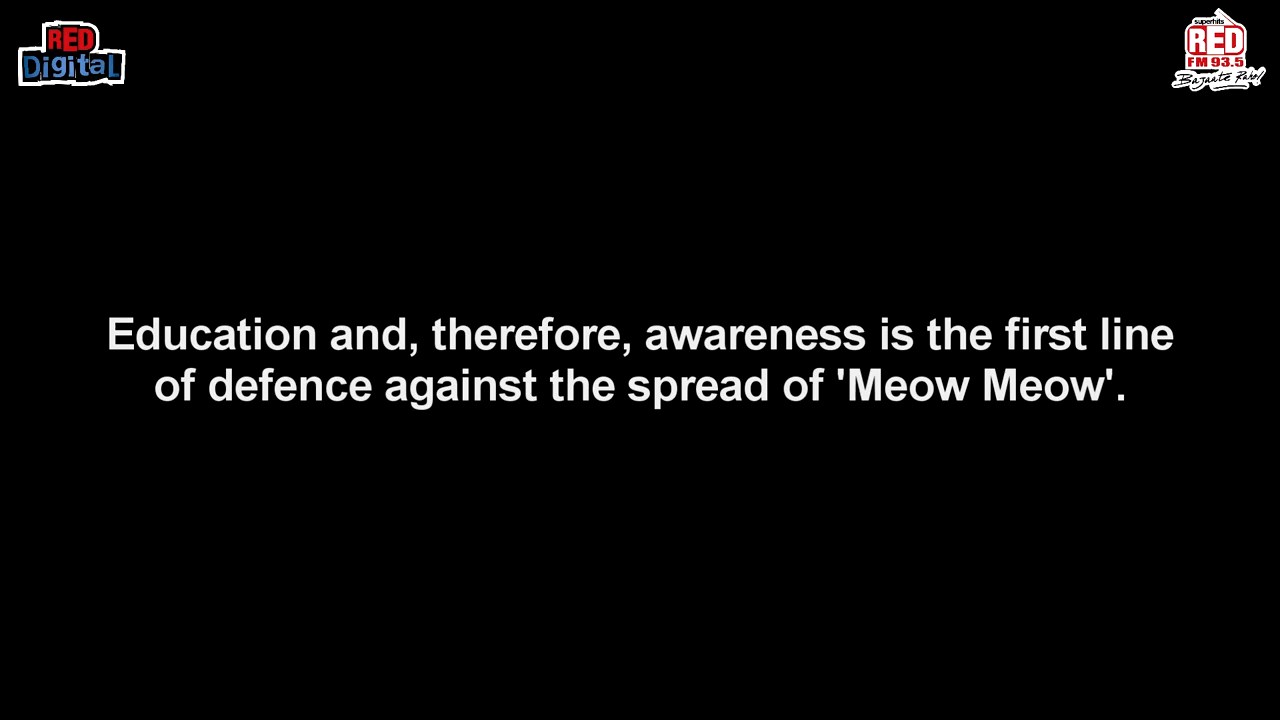 RED
Digital
superhits
RED
FM 93.5
Bajaate Raho!
Education and, therefore, awareness is the first line
of defence against the spread of 'Meow Meow'.